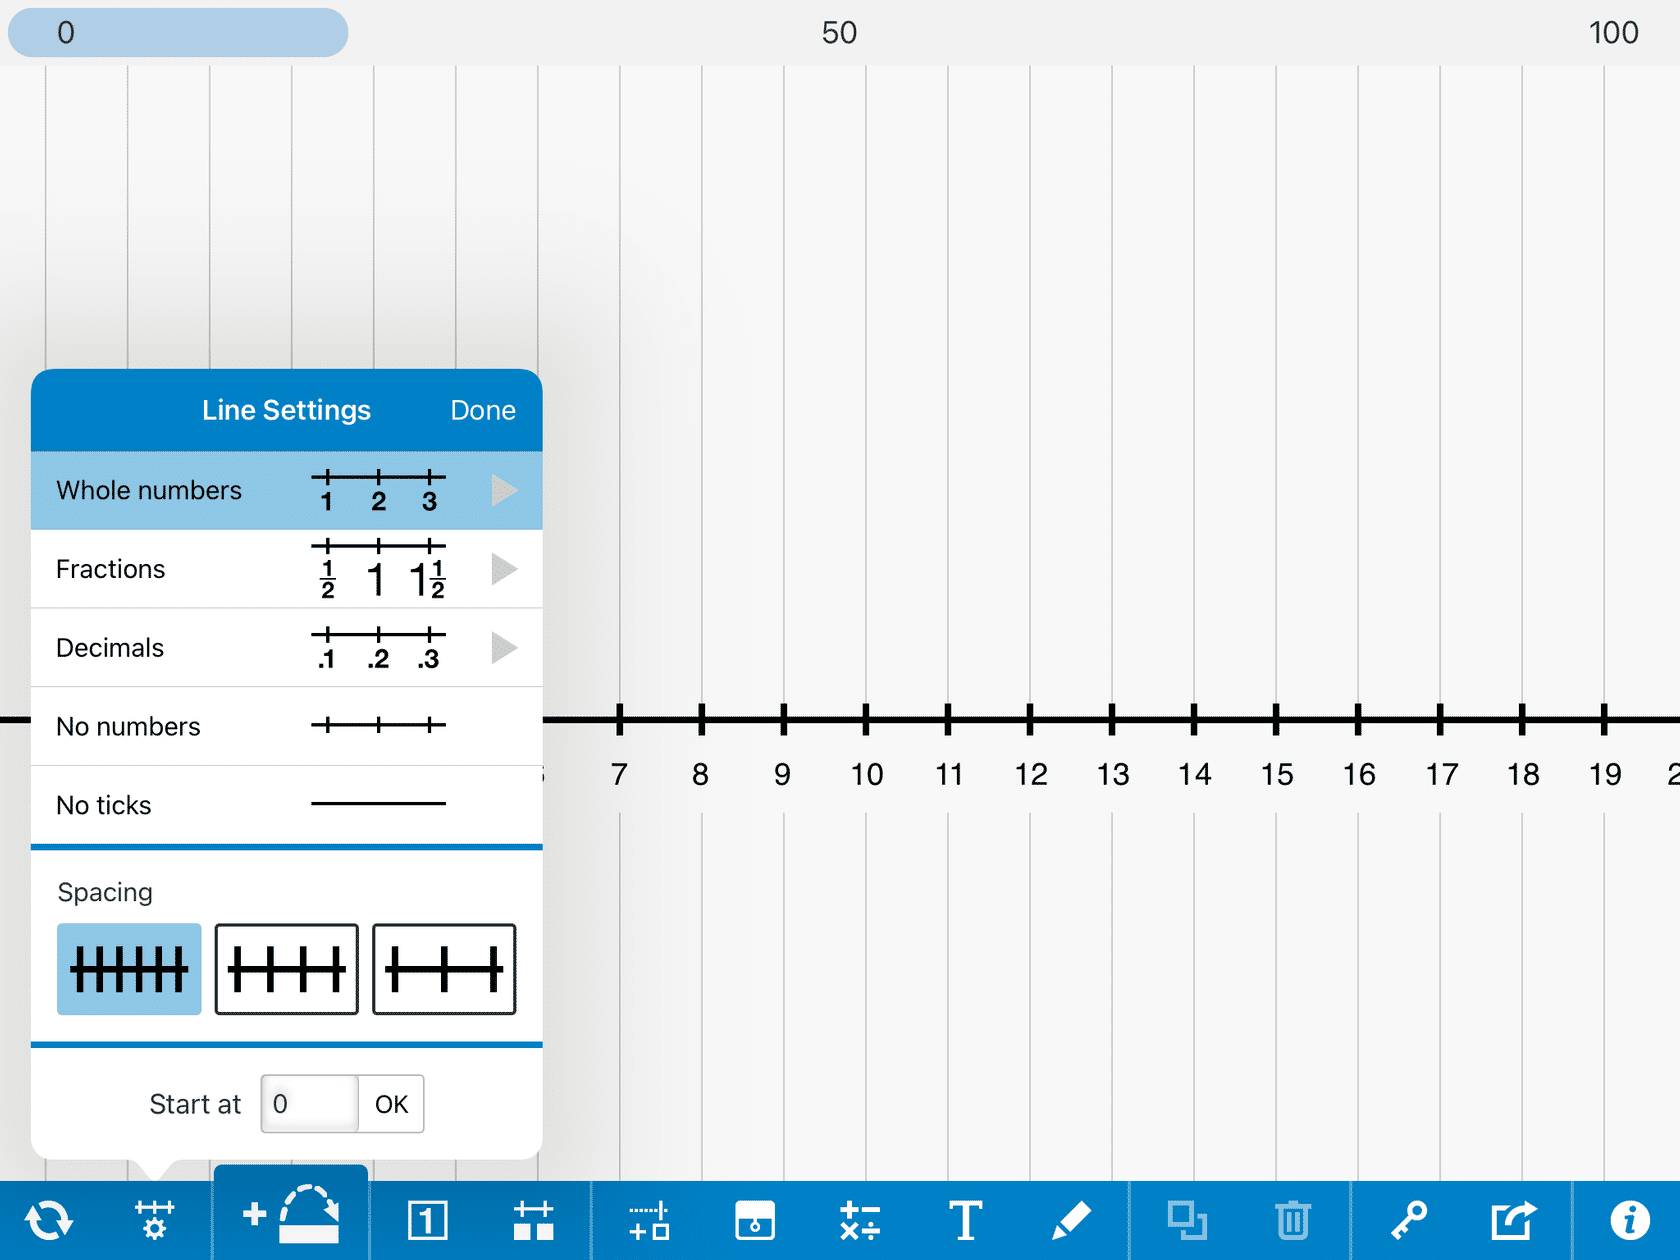 0 50 100
Line Settings Done
Whole numbers 1 2 3
Fractions 1/2 1 1 1/2
Decimals .1 .2 .3
No numbers
No ticks
7 8 9 10 11 12 13 14 15 16 17 18 19
Spacing
Start at 0 OK
1 T i